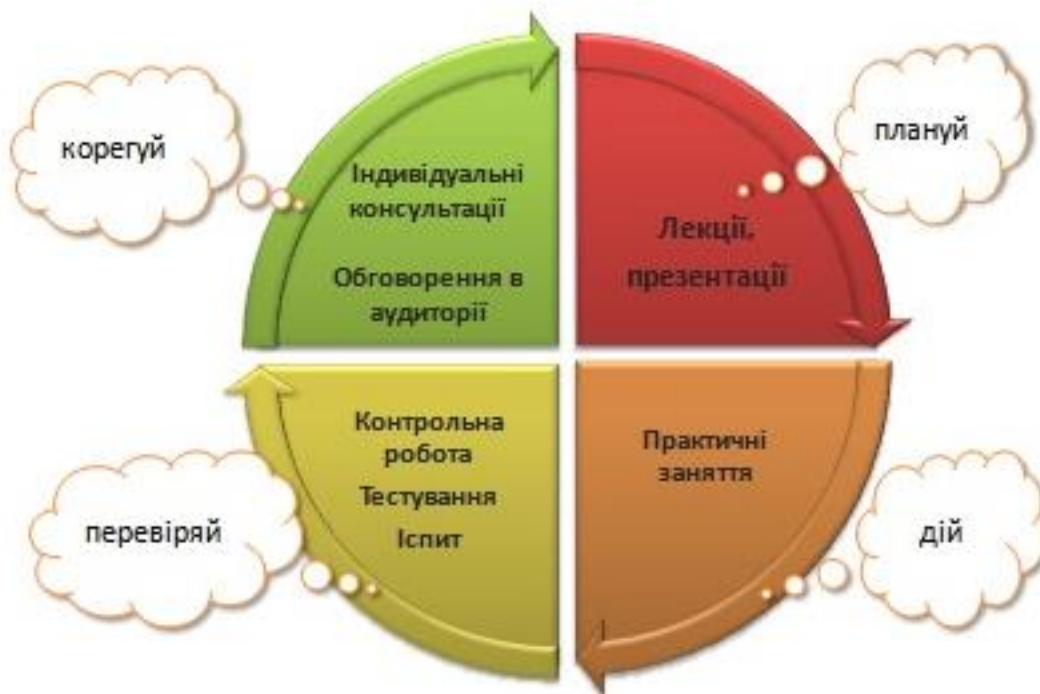 корегуй
плануй
Індивідуальні
консультації
Обговорення в
аудиторії
Лекції.
презентації
Контрольна
робота
Тестування
Іспит
Практичні
заняття
перевіряй
дій